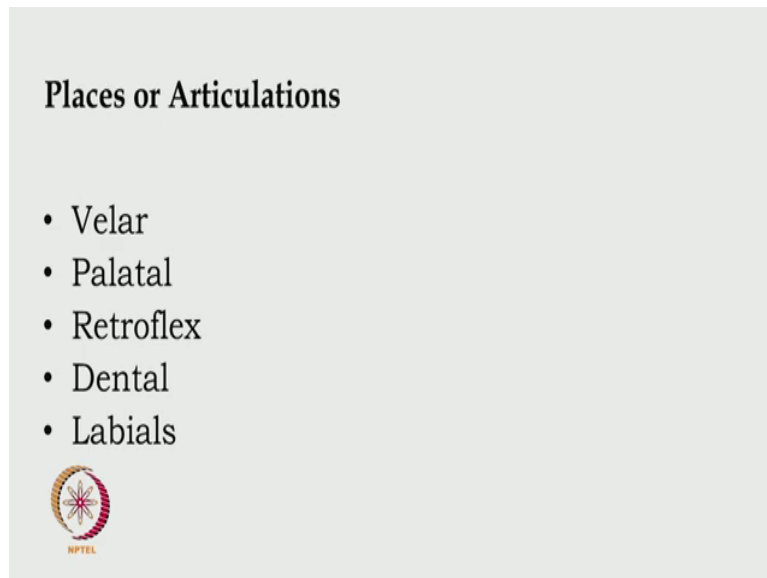 Places or Articulations
• Velar
• Palatal
• Retroflex
• Dental
• Labials
NPTEL